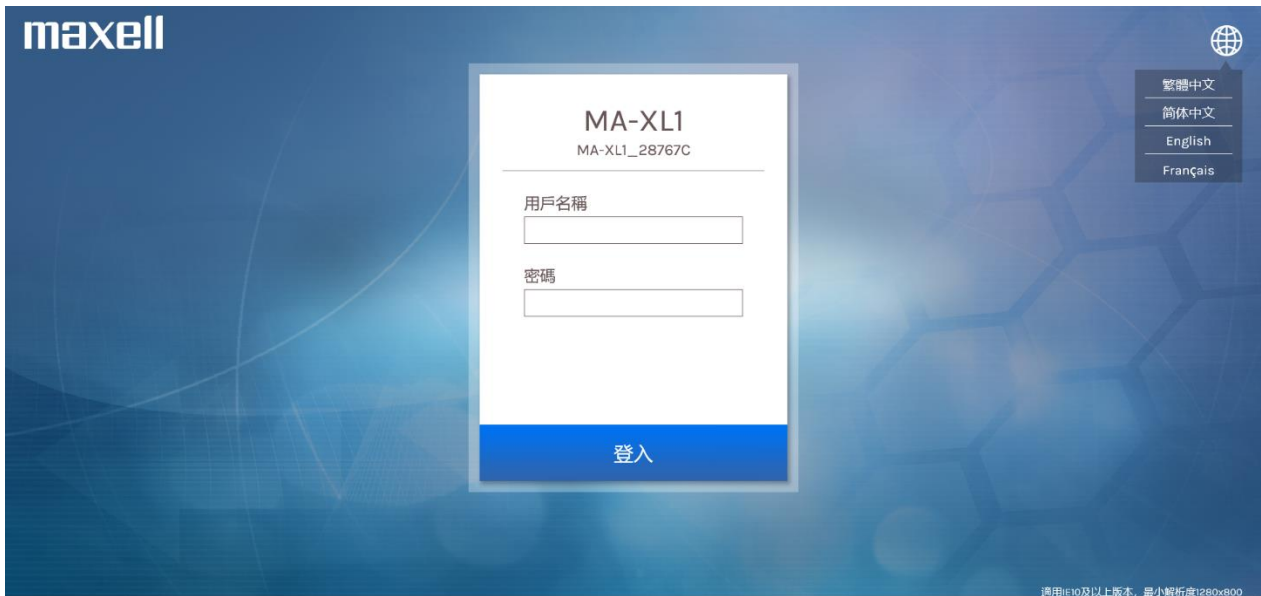 maxell
繁體中文
简体中文
English
Français
MA-XL1
MA-XL1_28767C
用戶名稱
密碼
登入
適用IE10及以上版本，最小解析度1280x800